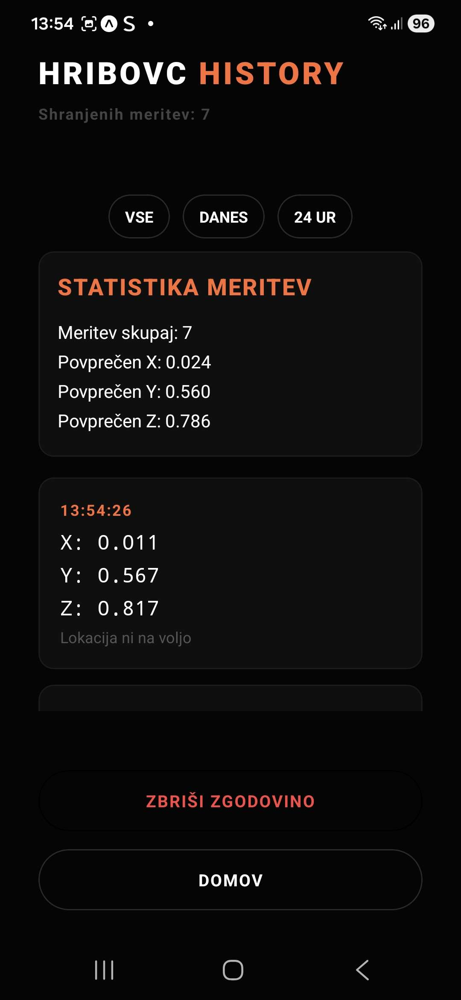 13:54 S 96
HRIBOVC HISTORY
Shranjenih meritev: 7
VSE DANES 24 UR
STATISTIKA MERITEV
Meritev skupaj: 7
Povprečen X: 0.024
Povprečen Y: 0.560
Povprečen Z: 0.786
13:54:26
X: 0.011
Y: 0.567
Z: 0.817
Lokacija ni na voljo
ZBRIŠI ZGODOVINO
DOMOV